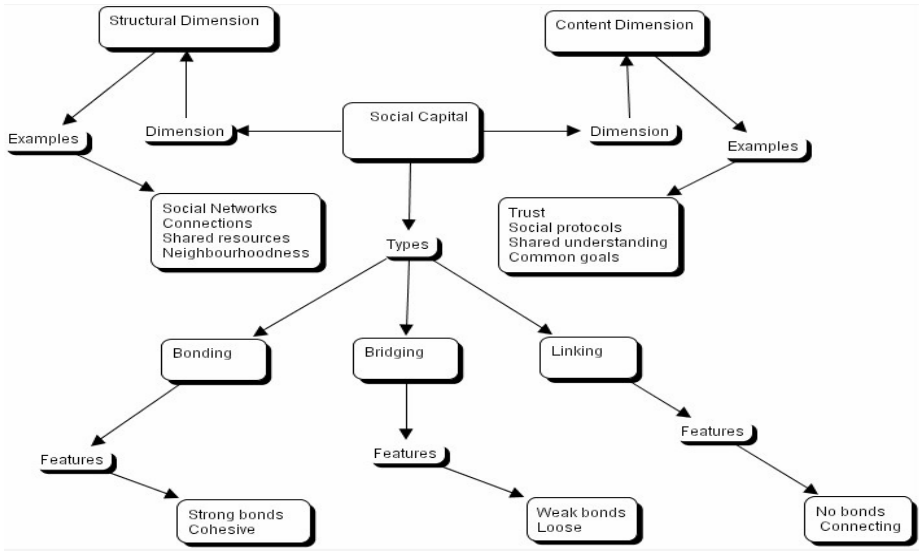 Structural Dimension
Content Dimension
Social Capital
Examples
Dimension
Dimension
Examples
Social Networks
Connections
Shared resources
Neighbourhoodness
Trust
Social protocols
Shared understanding
Common goals
Types
Bonding
Bridging
Linking
Features
Features
Features
Strong bonds
Cohesive
Weak bonds
Loose
No bonds
Connecting